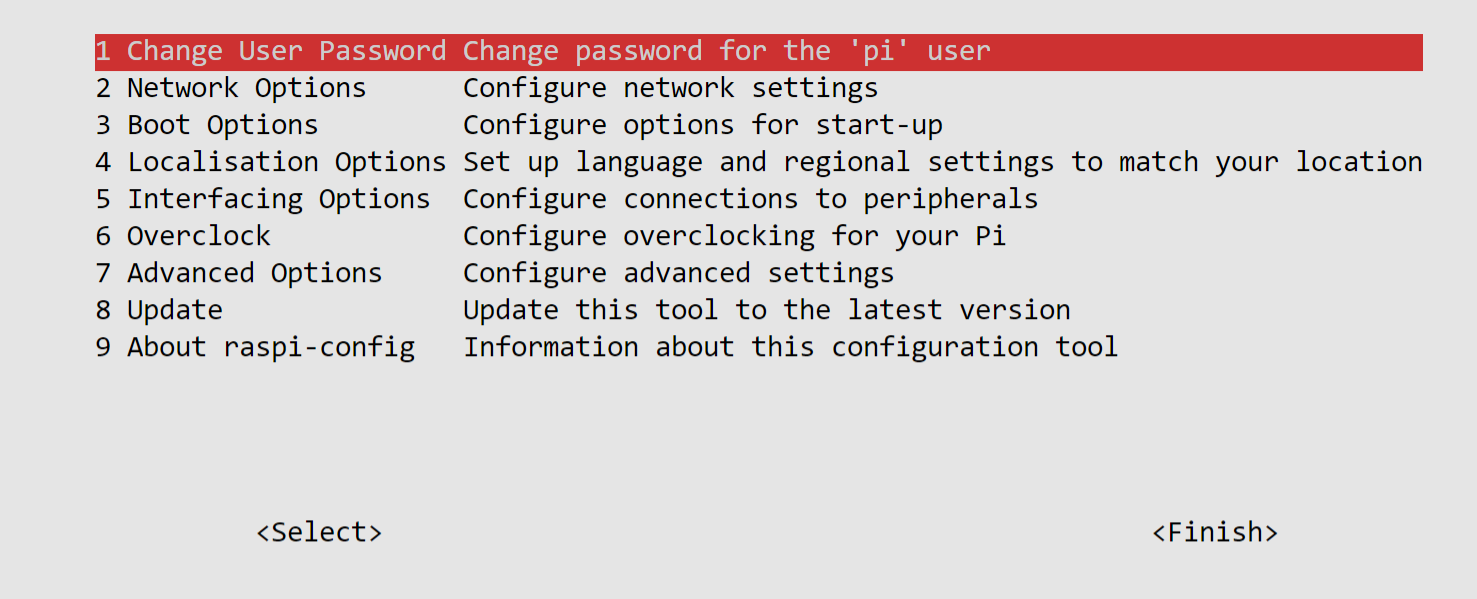 1 Change User Password Change password for the 'pi' user
2 Network Options Configure network settings
3 Boot Options Configure options for start-up
4 Localisation Options Set up language and regional settings to match your location
5 Interfacing Options Configure connections to peripherals
6 Overclock Configure overclocking for your Pi
7 Advanced Options Configure advanced settings
8 Update Update this tool to the latest version
9 About raspi-config Information about this configuration tool
<Select> <Finish>